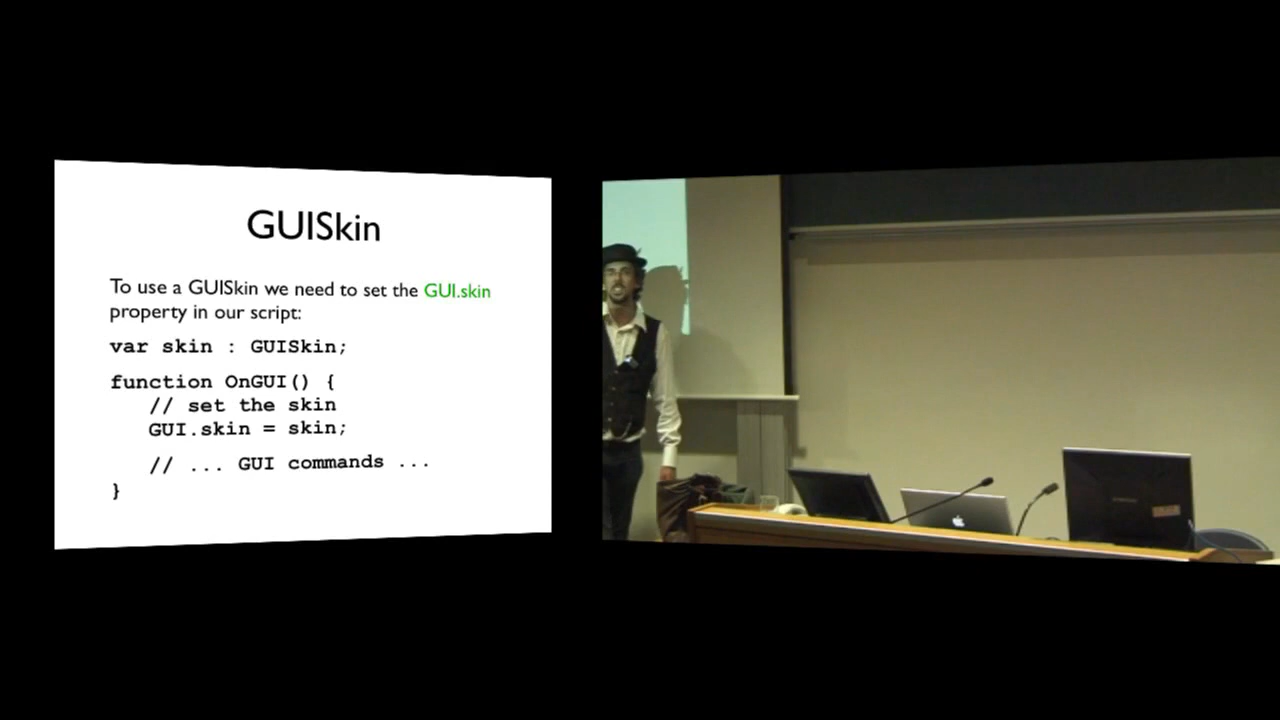 GUISkin
To use a GUISkin we need to set the GUI.skin
property in our script:
var skin : GUISkin;
function OnGUI() {
// set the skin
GUI.skin = skin;
// ... GUI commands ...
}